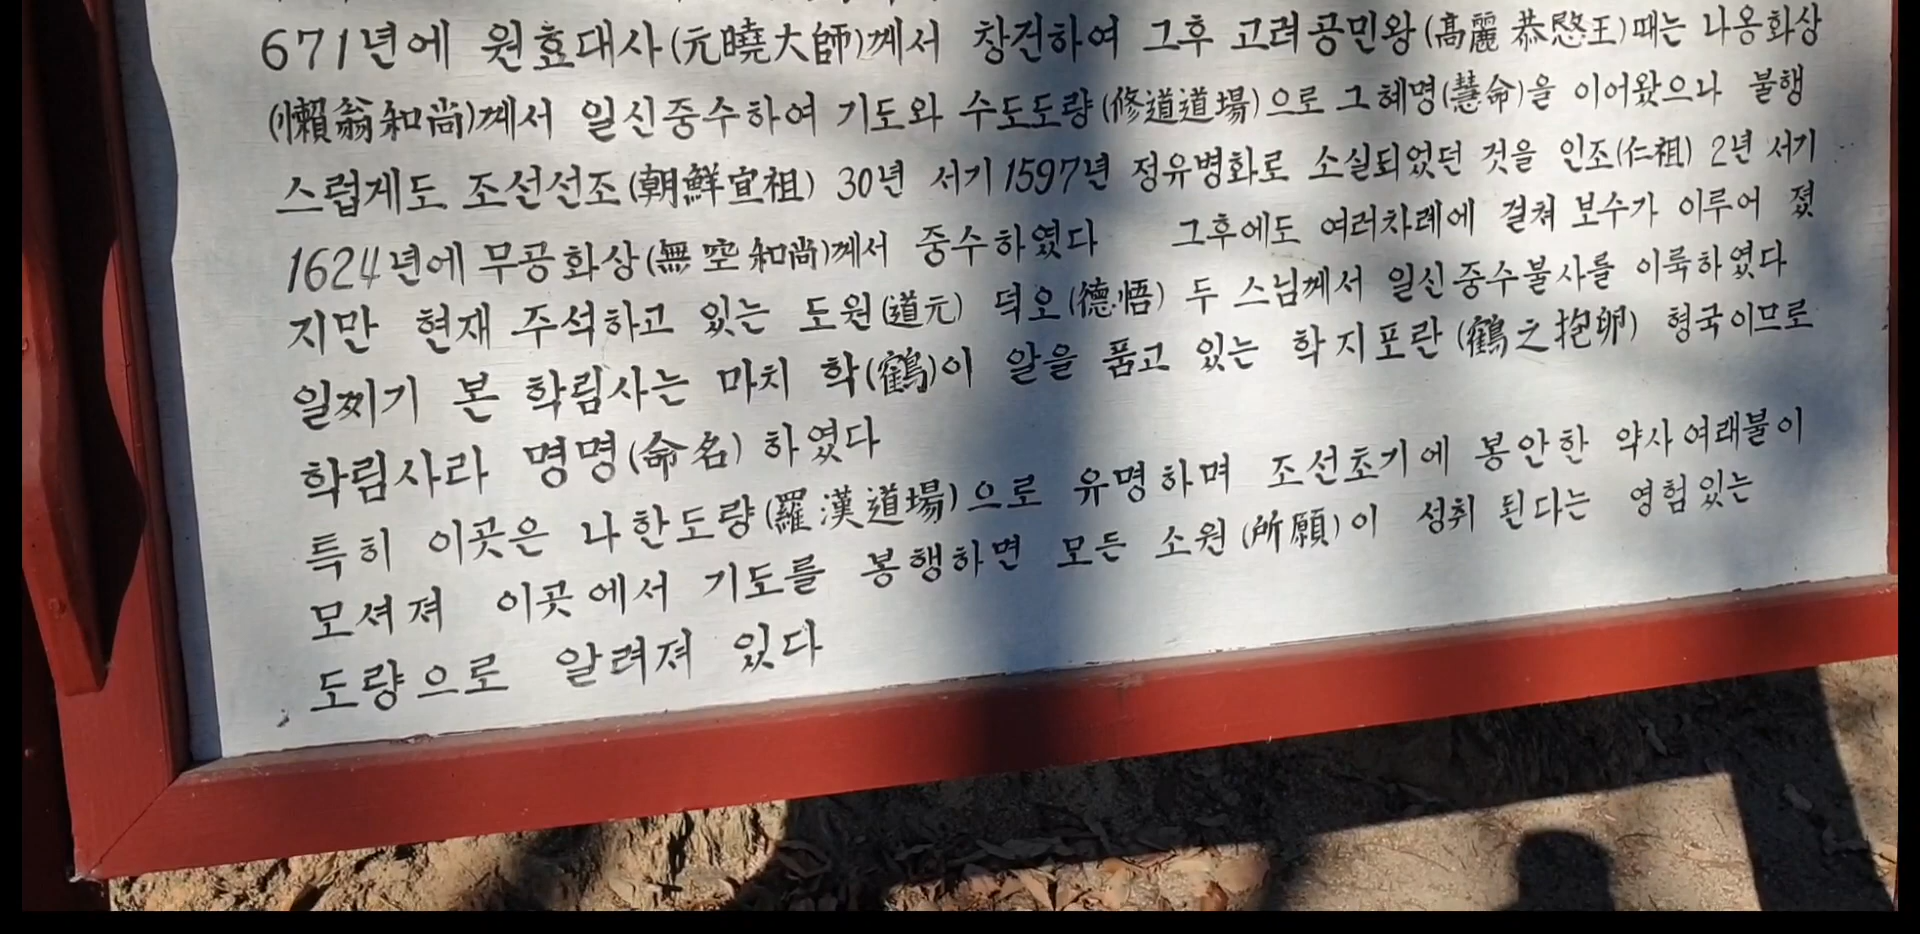 671년에 원효대사(元曉大師)께서 창건하여 그후 고려공민왕(高麗 恭愍王)때는 나옹화상
(懶翁和尚)께서 일신중수하여 기도와 수도도량(修道道場)으로 그혜명(慧命)을 이어왔으나 불행
스럽게도 조선선조(朝鮮宣祖) 30년 서기 1597년 정유병화로 소실되었던 것을 인조(仁祖) 2년 서기
1624년에 무공화상(無空和尚)께서 중수하였다 그후에도 여러차례에 걸쳐 보수가 이루어 졌
지만 현재 주석하고 있는 도원(道元) 덕오(德悟) 두 스님께서 일신중수불사를 이룩하였다
일찌기 본 학림사는 마치 학(鶴)이 알을 품고 있는 학지포란(鶴之抱卵) 형국이므로
학림사라 명명(命名)하였다
특히 이곳은 나한도량(羅漢道場)으로 유명하며 조선초기에 봉안한 약사여래불이
모셔져 이곳에서 기도를 봉행하면 모든 소원(所願)이 성취 된다는 영험있는
도량으로 알려져 있다